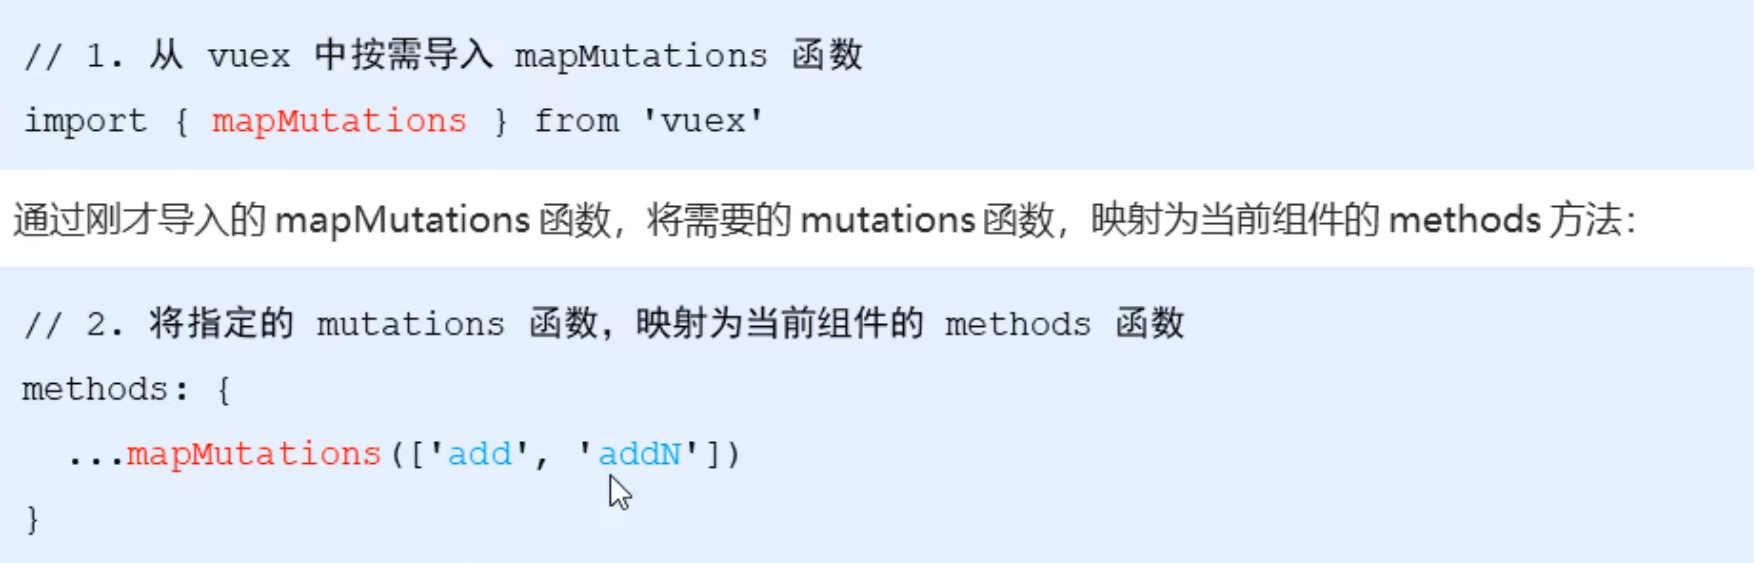 // 1. 从 vuex 中按需导入 mapMutations 函数
import { mapMutations } from 'vuex'
通过刚才导入的 mapMutations 函数，将需要的 mutations 函数，映射为当前组件的 methods 方法：
// 2. 将指定的 mutations 函数，映射为当前组件的 methods 函数
methods: {
  ...mapMutations(['add', 'addN'])
}